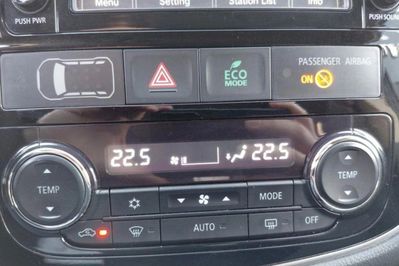 Setting
Station List
Info
PUSH PWR
PUSH SOUND
PASSENGER AIRBAG
ECO
MODE
ON
22.5
22.5
TEMP
TEMP
MODE
AUTO
OFF